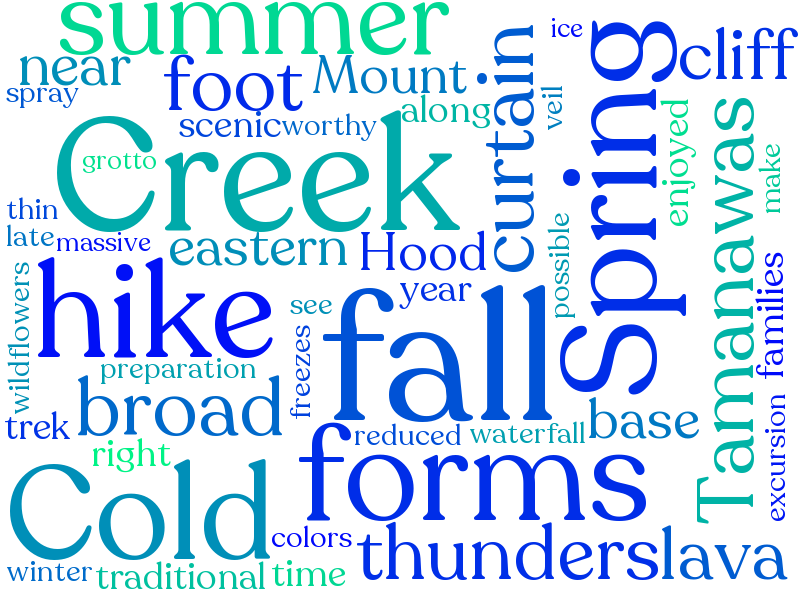 summer
ice
near
foot
Mount
curtain
Spring
cliff
spray
scenic
worthy
along
veil
enjoyed
Tamanawas
make
Creek
grotto
thin
late
massive
eastern
Hood
possible
wildflowers
hike
see
year
families
fall
freezes
preparation
broad
trek
right
reduced
waterfall
base
excursion
forms
Cold
colors
thunders
lava
winter
traditional
time